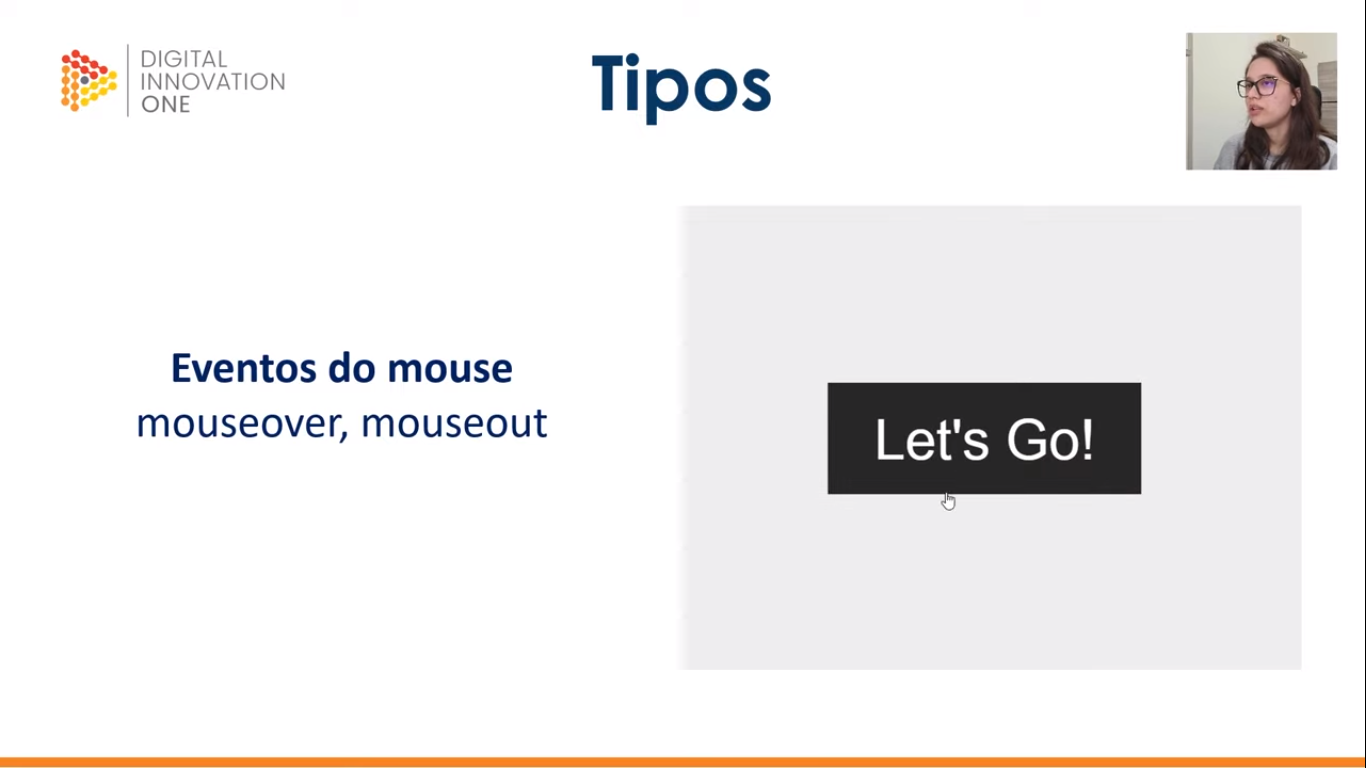 DIGITAL
INNOVATION
ONE
Tipos
Eventos do mouse
mouseover, mouseout
Let's Go!